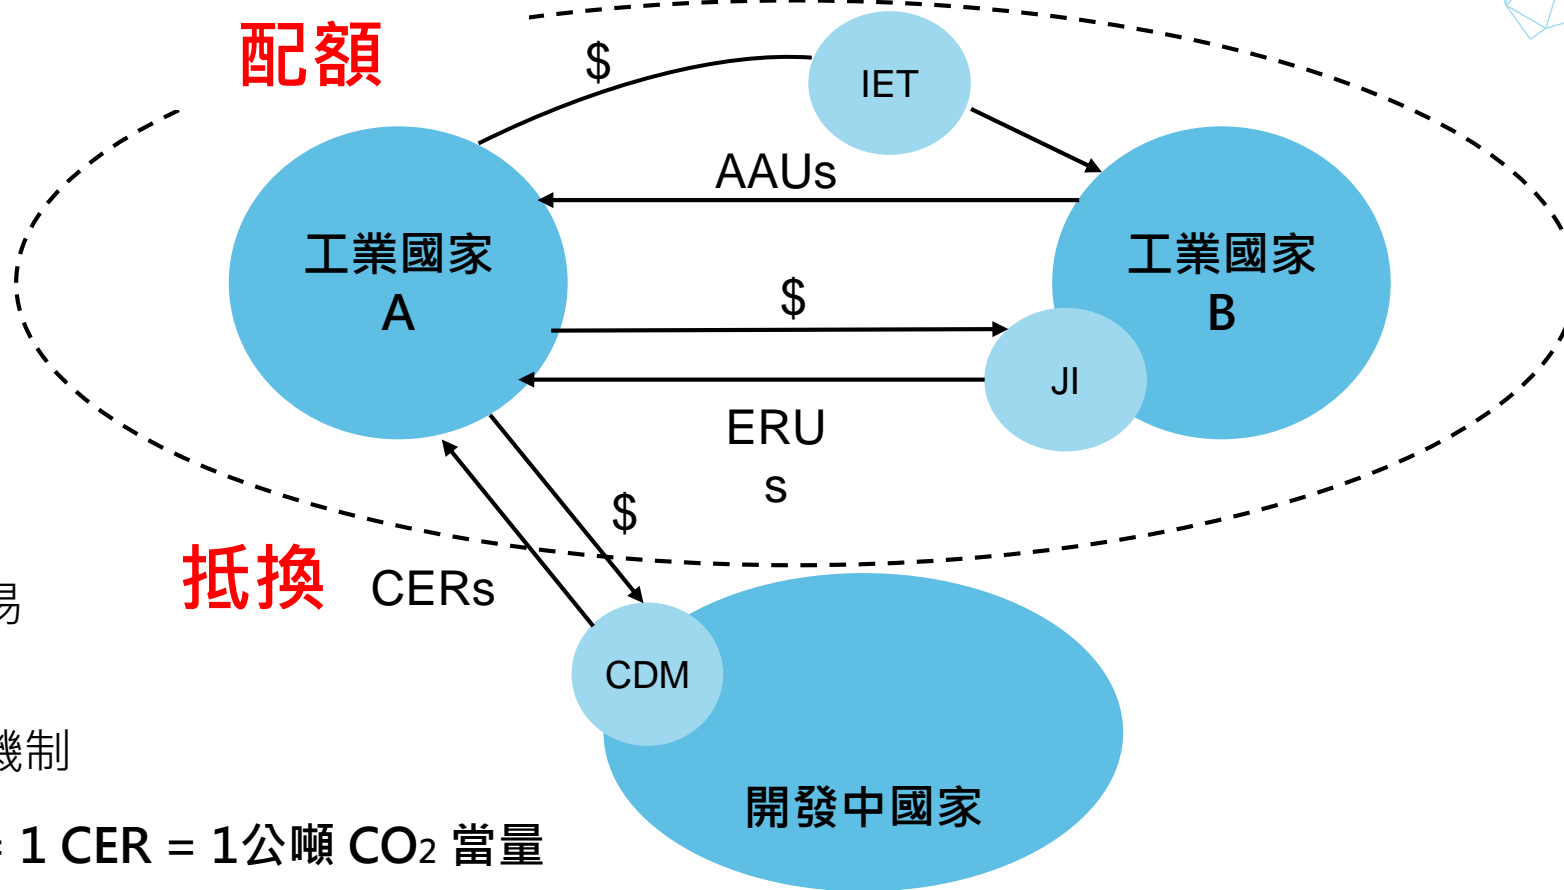 配額
$
IET
AAUs
工業國家
A
工業國家
B
$
JI
ERU
s
$
抵換
CERs
易
CDM
機制
開發中國家
= 1 CER = 1公噸 CO2 當量